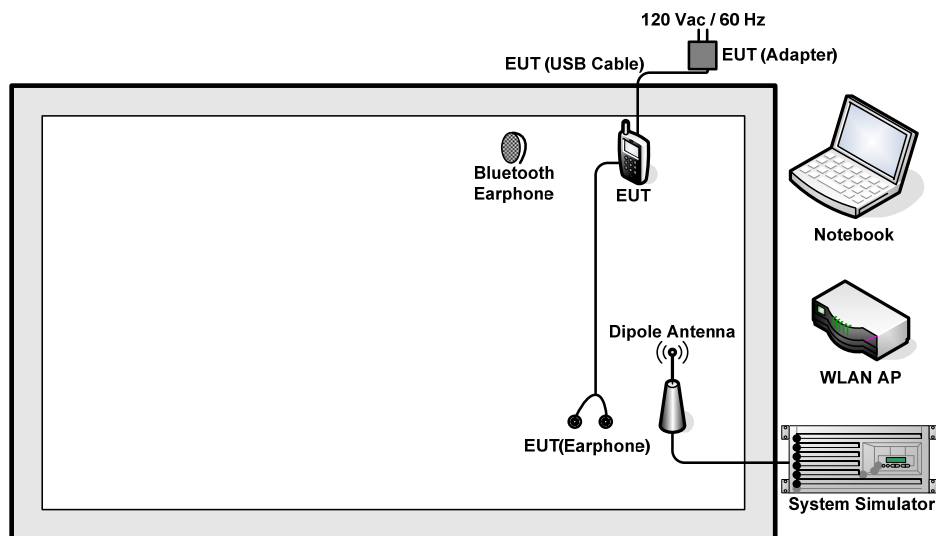 120 Vac / 60 Hz
EUT (Adapter)
EUT (USB Cable)
Bluetooth
Earphone
EUT
Notebook
Dipole Antenna
WLAN AP
EUT(Earphone)
System Simulator